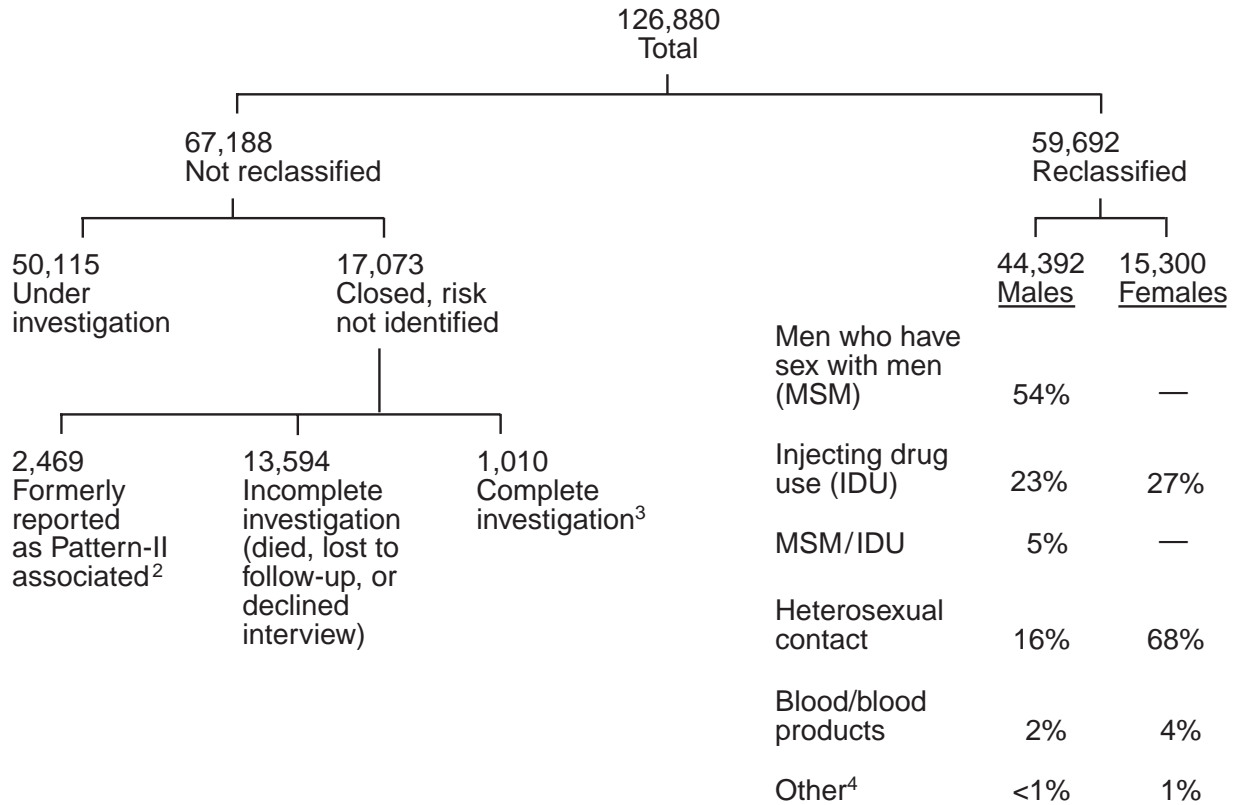 126,880
Total
67,188
Not reclassified
59,692
Reclassified
50,115
Under
investigation
17,073
Closed, risk
not identified
44,392
Males
15,300
Females
2,469
Formerly
reported
as Pattern-II
associated2
13,594
Incomplete
investigation
(died, lost to
follow-up, or
declined
interview)
1,010
Complete
investigation3
Men who have
sex with men
(MSM) 54% —
Injecting drug
use (IDU) 23% 27%
MSM/IDU 5% —
Heterosexual
contact 16% 68%
Blood/blood
products 2% 4%
Other4 <1% 1%